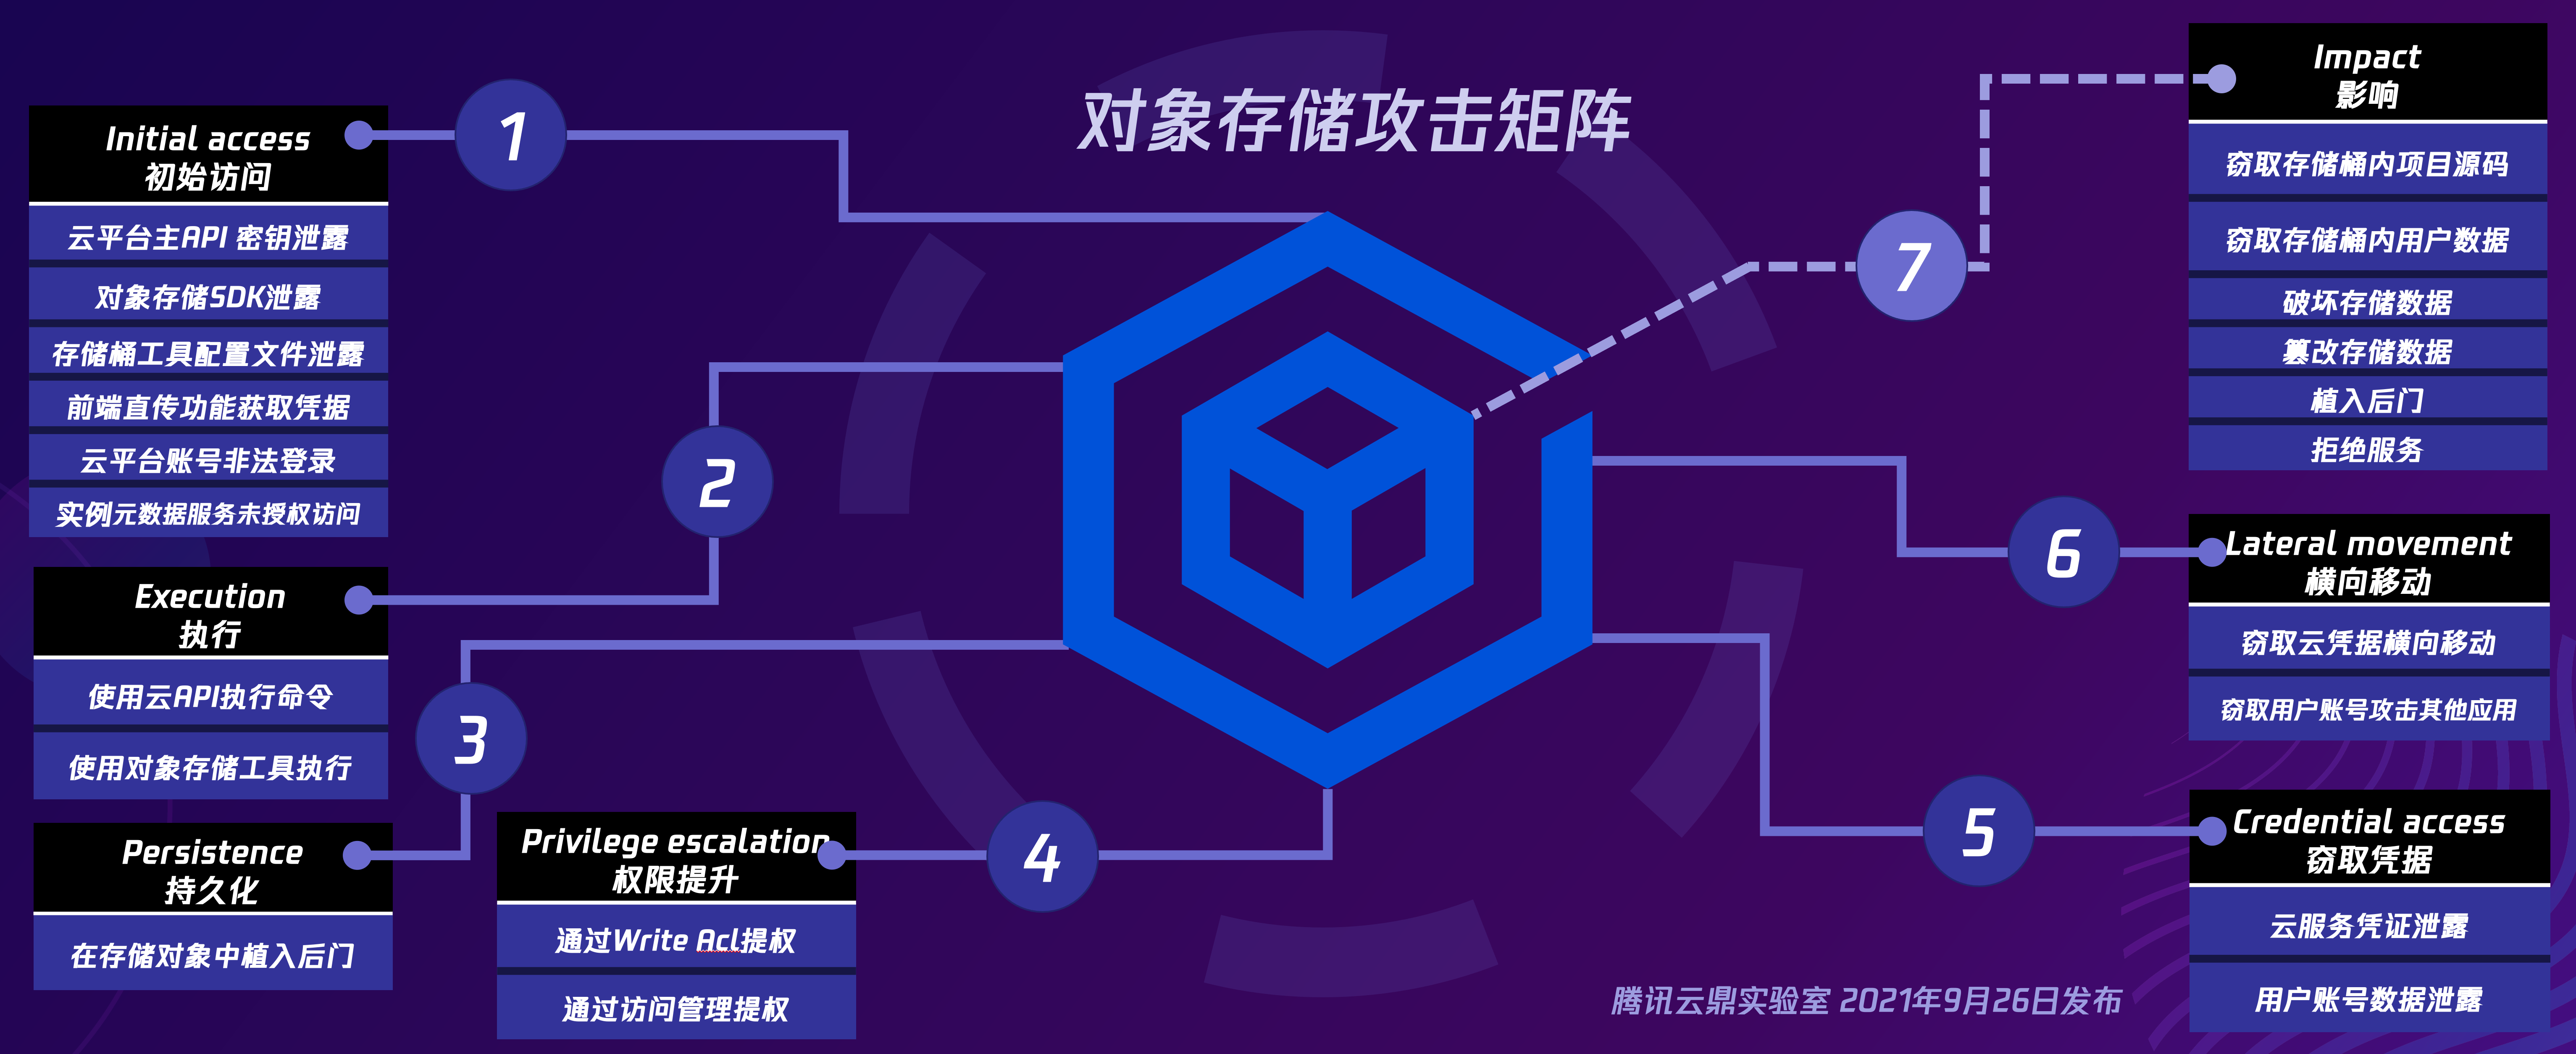 对象存储攻击矩阵
1
Initial access
初始访问
云平台主API 密钥泄露
对象存储SDK泄露
存储桶工具配置文件泄露
前端直传功能获取凭据
云平台账号非法登录
实例元数据服务未授权访问
2
Execution
执行
使用云API执行命令
使用对象存储工具执行
3
Persistence
持久化
在存储对象中植入后门
4
Privilege escalation
权限提升
通过Write Acl提权
通过访问管理提权
5
Credential access
窃取凭据
云服务凭证泄露
用户账号数据泄露
6
Lateral movement
横向移动
窃取云凭据横向移动
窃取用户账号攻击其他应用
7
Impact
影响
窃取存储桶内项目源码
窃取存储桶内用户数据
破坏存储数据
篡改存储数据
植入后门
拒绝服务
腾讯云鼎实验室 2021年9月26日发布